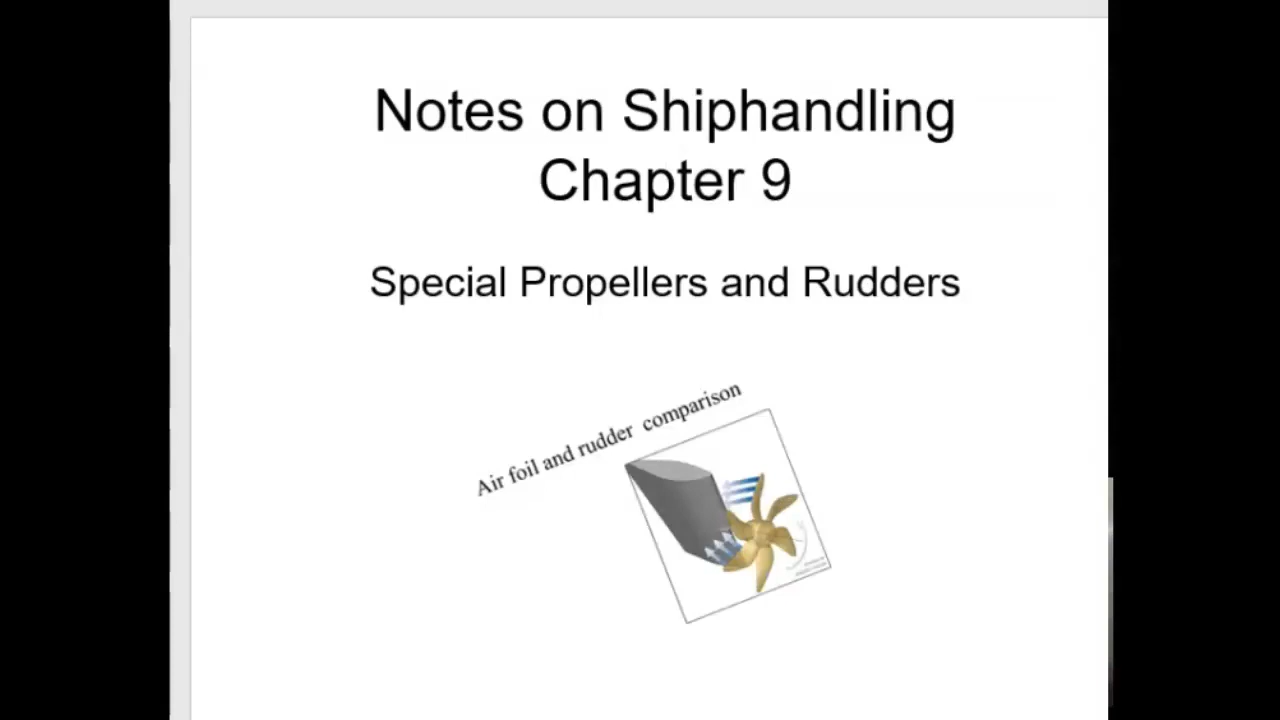 Notes on Shiphandling
Chapter 9
Special Propellers and Rudders
Air foil and rudder comparison